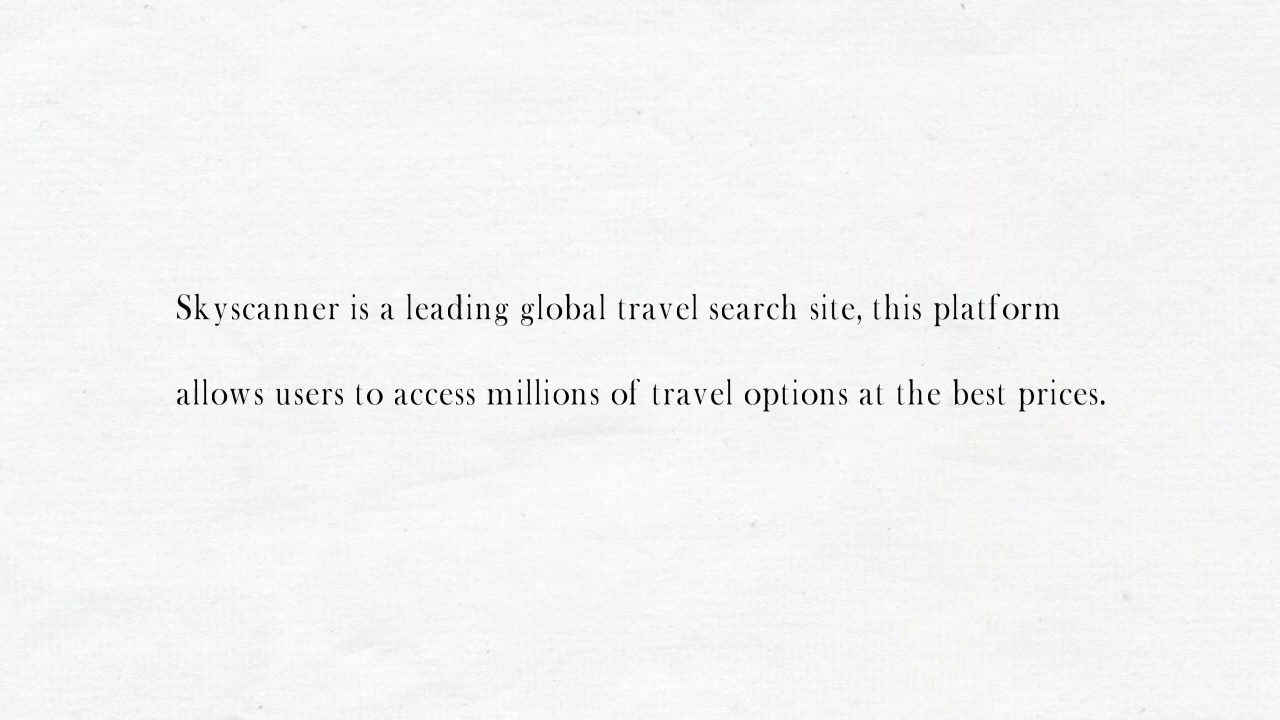 Skyscanner is a leading global travel search site, this platform
allows users to access millions of travel options at the best prices.